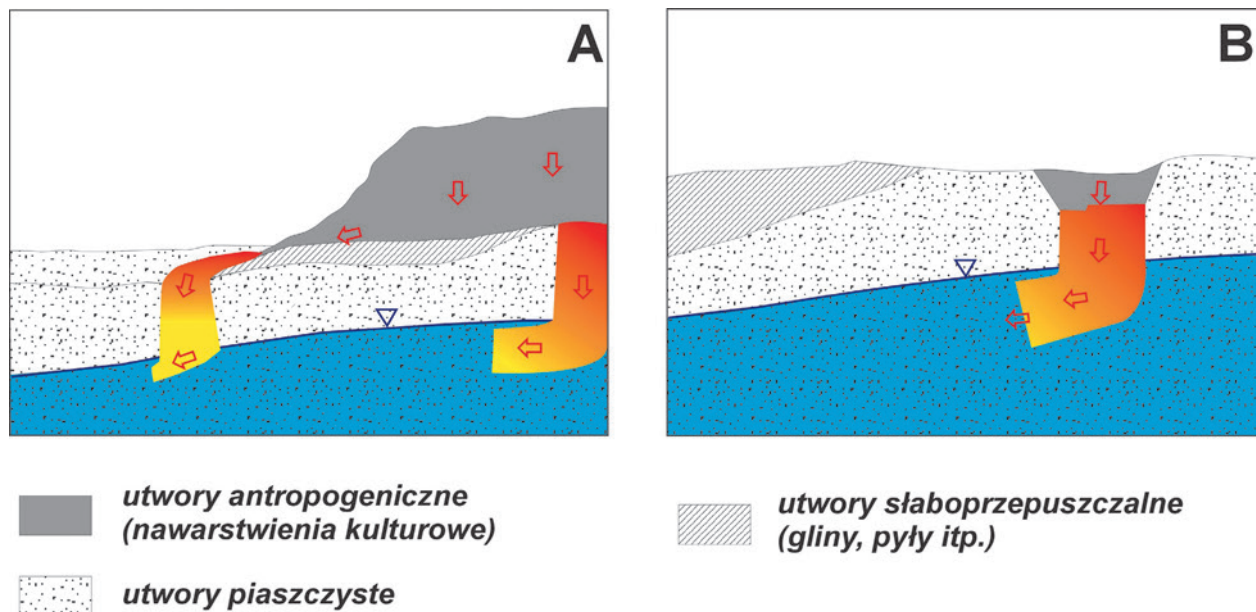 A
B
utwory antropogeniczne
(nawarstwienia kulturowe)
utwory piaszczyste
utwory słaboprzepuszczalne
(gliny, pyły itp.)